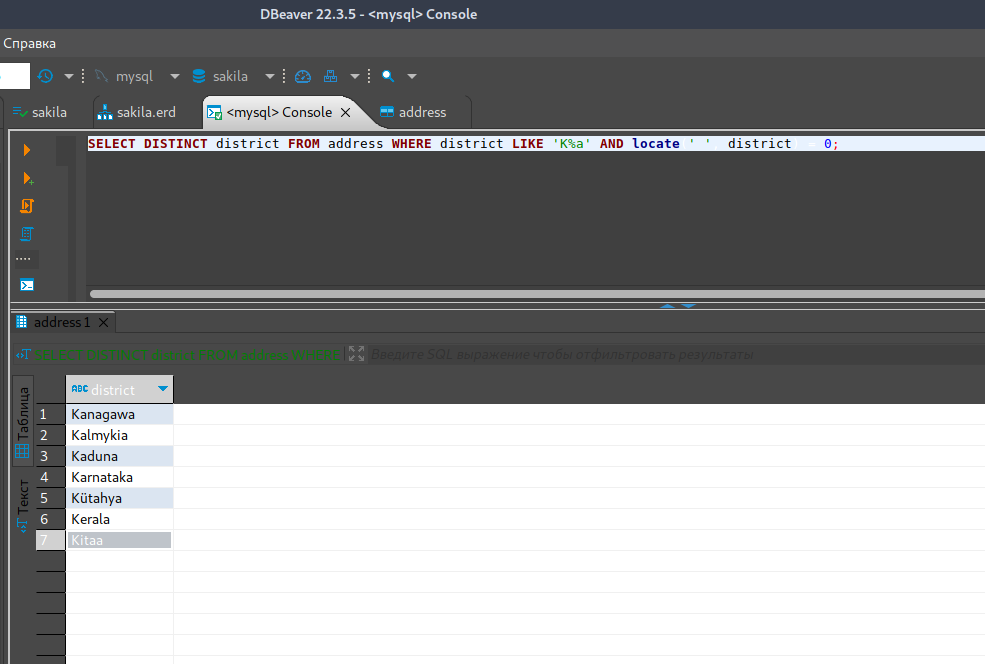 DBeaver 22.3.5 - <mysql> Console
Справка
mysql sakila
sakila sakila.erd <mysql> Console address
SELECT DISTINCT district FROM address WHERE district LIKE 'K%a' AND locate ' ' district = 0;
address 1
SELECT DISTINCT district FROM address WHERE Введите SQL выражение чтобы отфильтровать результаты
Таблица
Текст
ABC district
1 Kanagawa
2 Kalmykia
3 Kaduna
4 Karnataka
5 Kütahya
6 Kerala
7 Kitaa